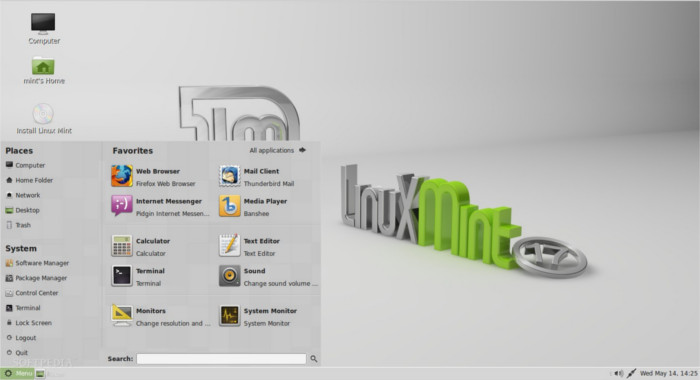 Computer
mint's Home
Install Linux Mint
Places
Computer
Home Folder
Network
Desktop
Trash
System
Software Manager
Package Manager
Control Center
Terminal
Lock Screen
Logout
Quit
Favorites
All applications
Web Browser
Firefox Web Browser
Mail Client
Thunderbird Mail
Internet Messenger
Pidgin Internet Messen...
Media Player
Banshee
Calculator
Calculator
Text Editor
Text Editor
Terminal
Terminal
Sound
Change sound volume ...
Monitors
Change resolution and ...
System Monitor
System Monitor
Search:
LinuxMint 17
SOFTPEDIA
Menu
Wed May 14, 14:25